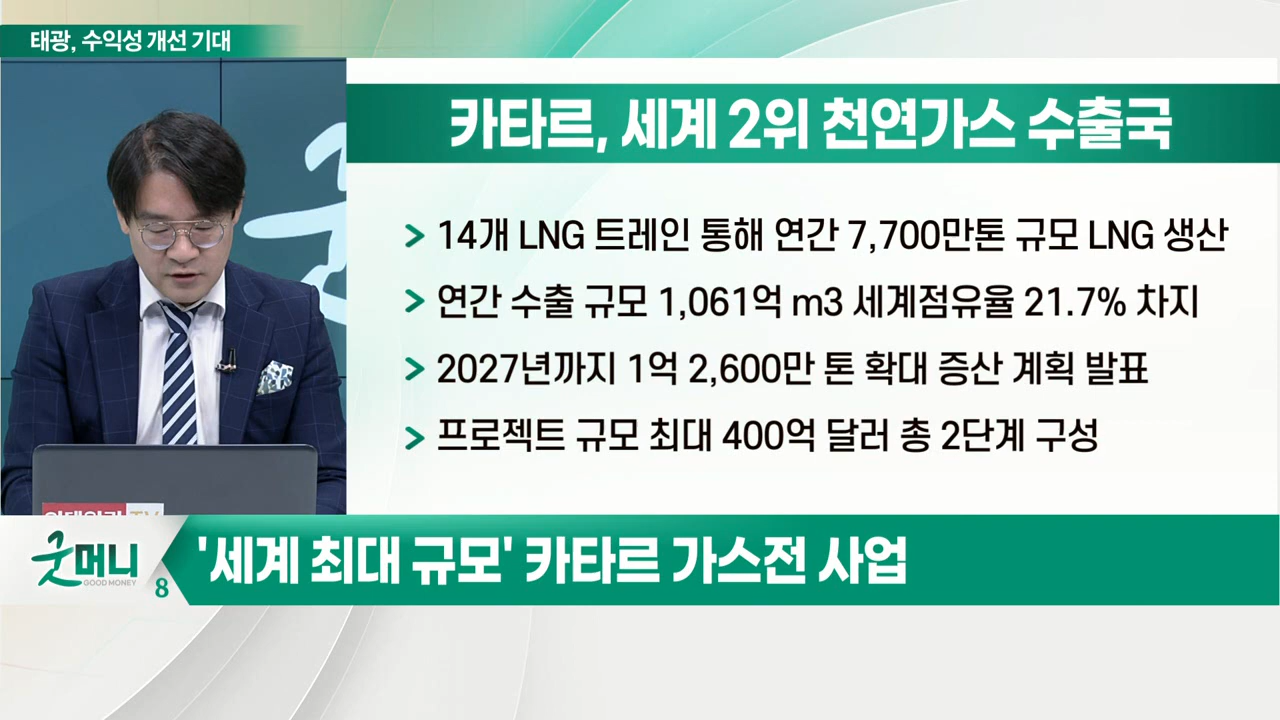 태광, 수익성 개선 기대
카타르, 세계 2위 천연가스 수출국
14개 LNG 트레인 통해 연간 7,700만톤 규모 LNG 생산
연간 수출 규모 1,061억 m3 세계점유율 21.7% 차지
2027년까지 1억 2,600만 톤 확대 증산 계획 발표
프로젝트 규모 최대 400억 달러 총 2단계 구성
굿머니
GOOD MONEY
8
'세계 최대 규모' 카타르 가스전 사업